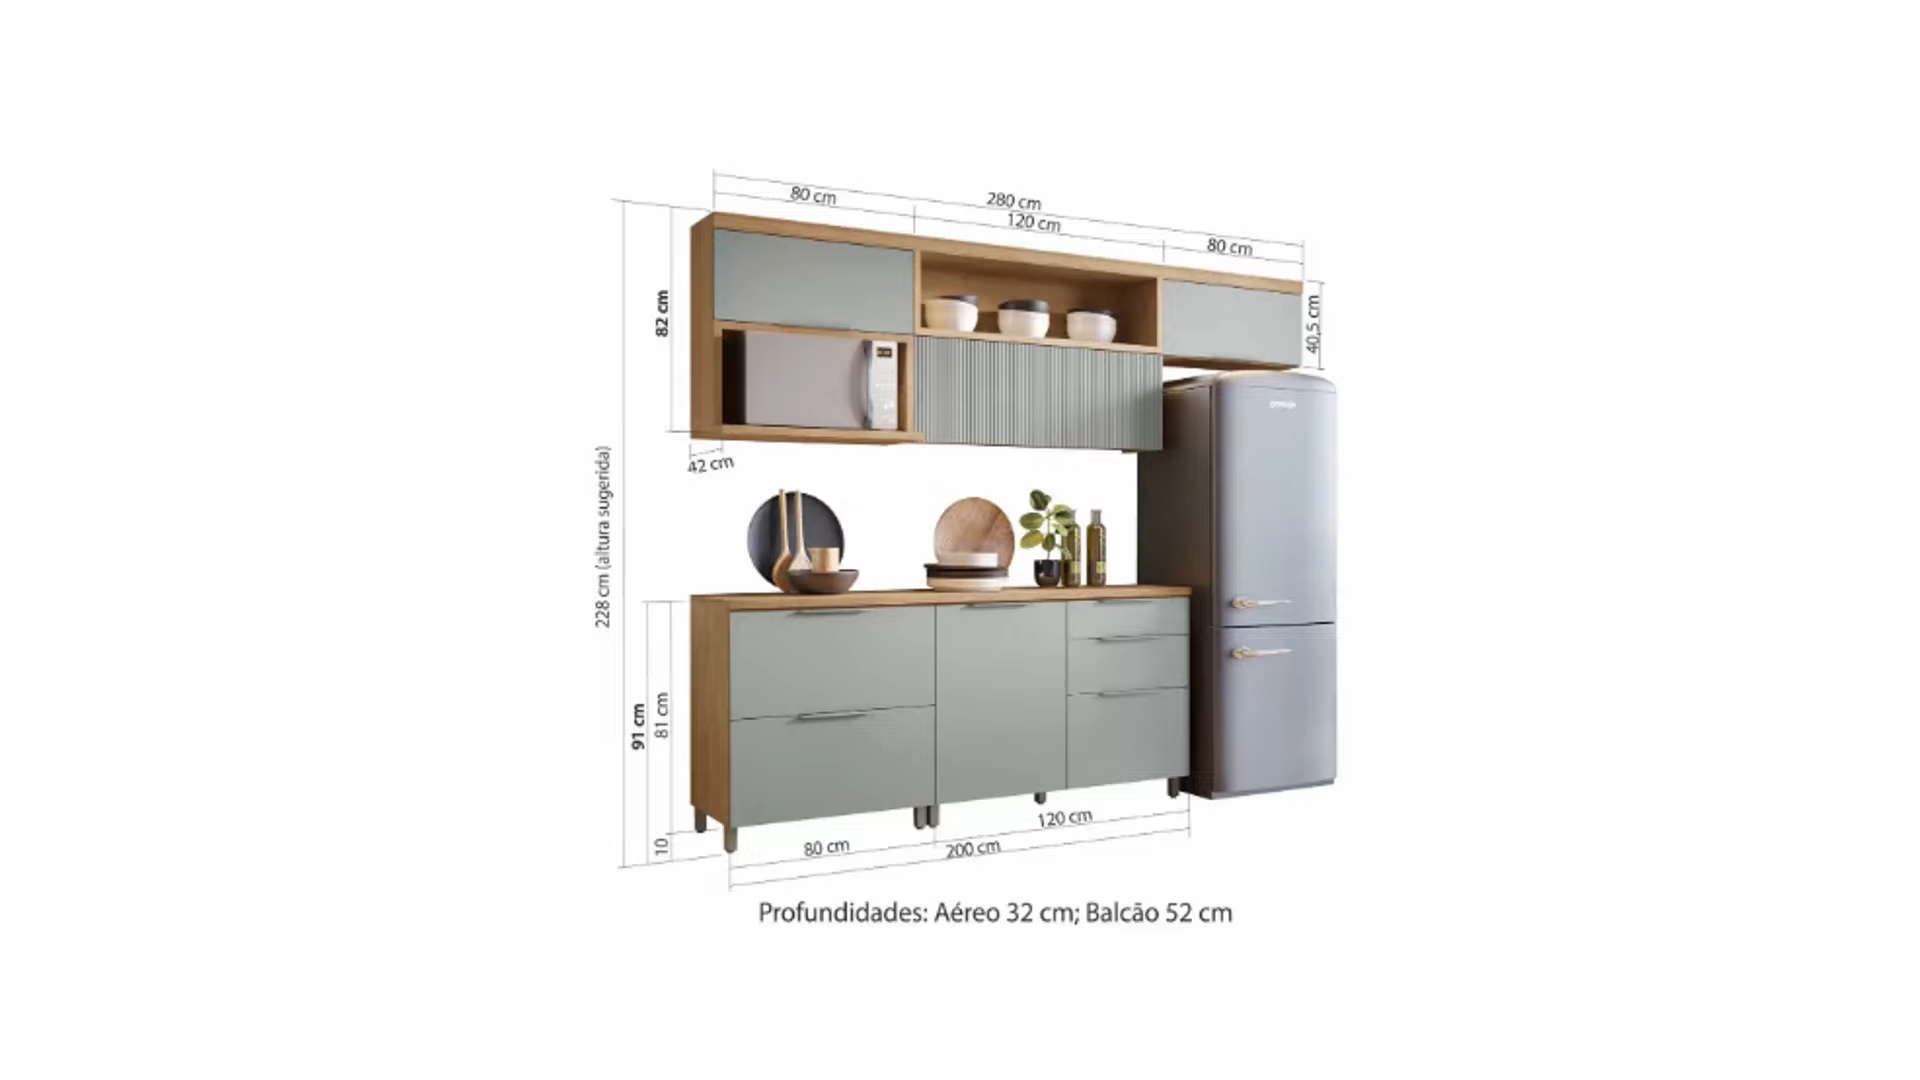 80 cm
280 cm
120 cm
80 cm
82 cm
40,5 cm
42 cm
228 cm (altura sugerida)
91 cm
81 cm
10
80 cm
120 cm
200 cm
Profundidades: Aéreo 32 cm; Balcão 52 cm